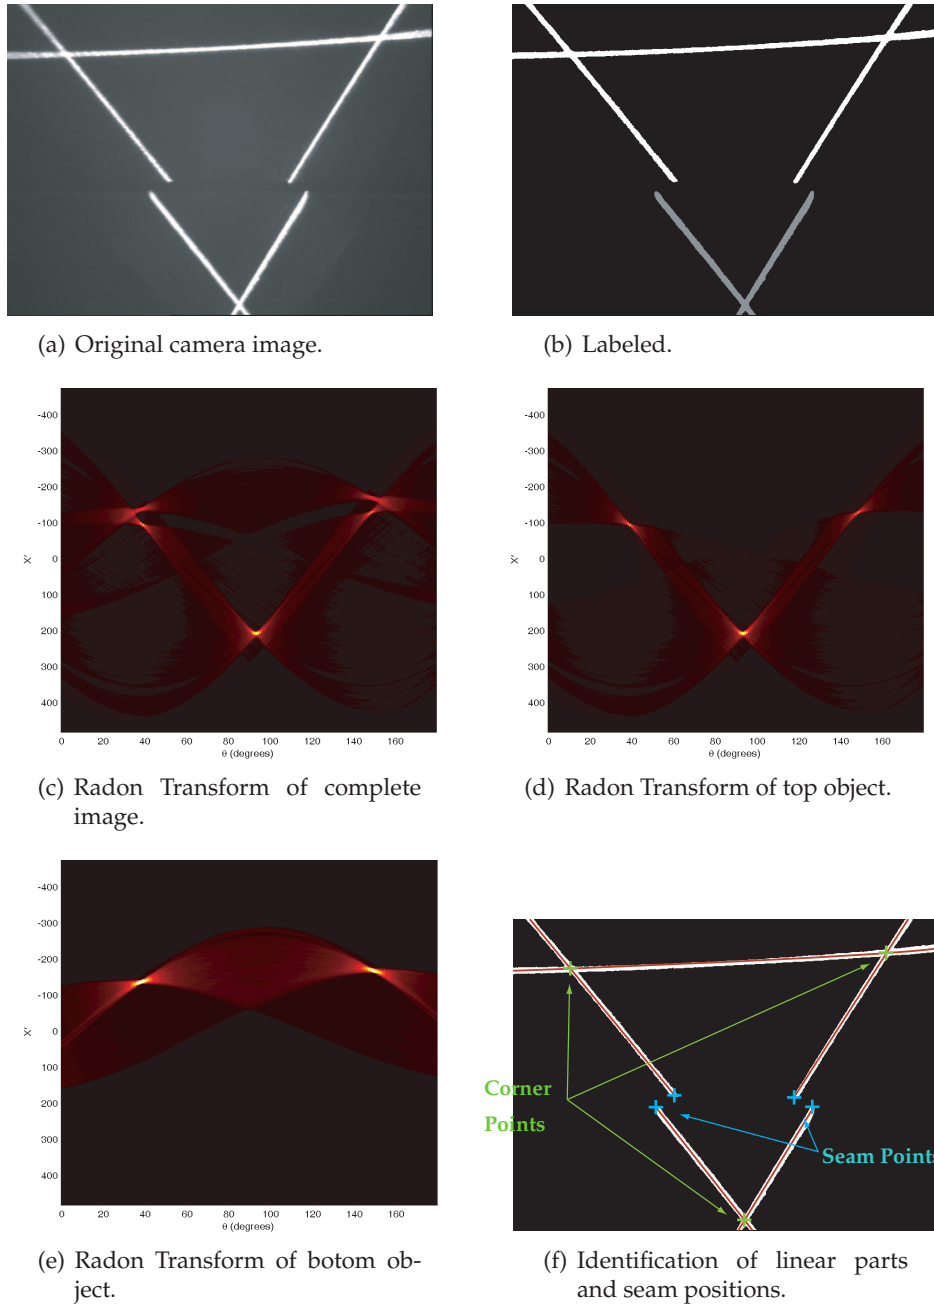 (a) Original camera image.
(b) Labeled.
-400
-300
-200
-100
0
100
200
300
400
X'
0 20 40 60 80 100 120 140 160
θ (degrees)
(c) Radon Transform of complete
image.
-400
-300
-200
-100
0
100
200
300
400
X'
0 20 40 60 80 100 120 140 160
θ (degrees)
(d) Radon Transform of top object.
-400
-300
-200
-100
0
100
200
300
400
X'
0 20 40 60 80 100 120 140 160
θ (degrees)
(e) Radon Transform of botom ob-
ject.
Corner
Points
Seam Points
(f) Identification of linear parts
and seam positions.